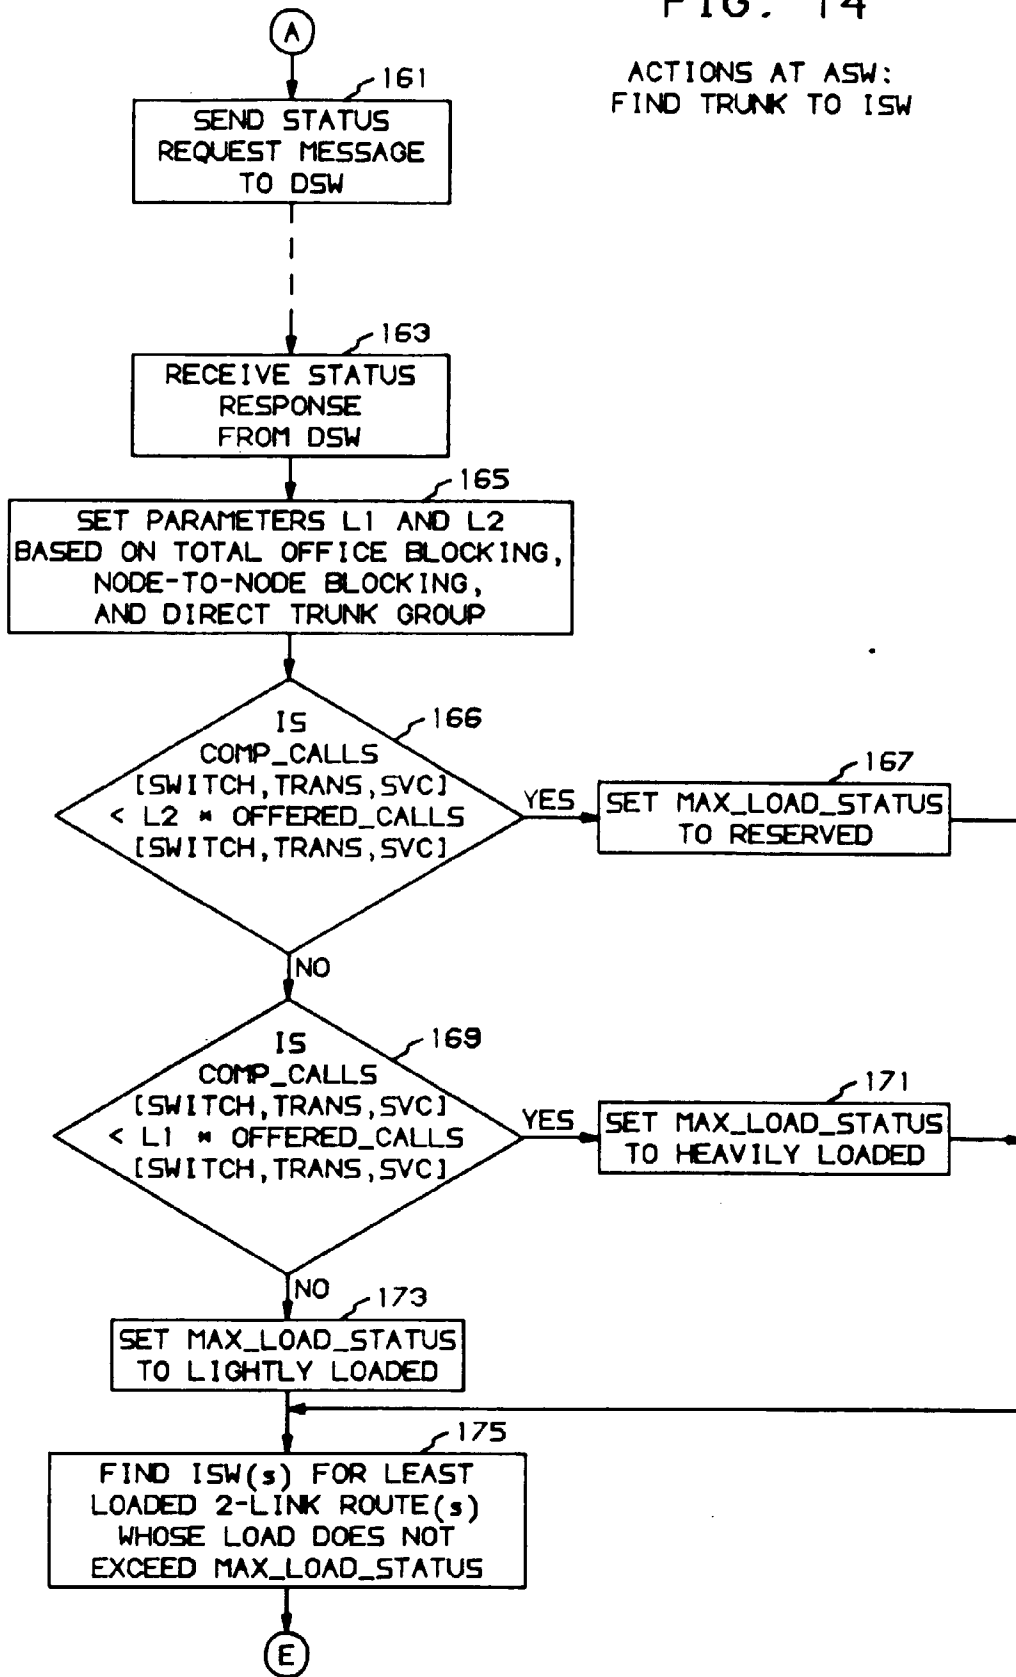 FIG. 14
ACTIONS AT ASW:
FIND TRUNK TO ISW
A
161
SEND STATUS
REQUEST MESSAGE
TO DSW
163
RECEIVE STATUS
RESPONSE
FROM DSW
165
SET PARAMETERS L1 AND L2
BASED ON TOTAL OFFICE BLOCKING,
NODE-TO-NODE BLOCKING,
AND DIRECT TRUNK GROUP
166
IS
COMP_CALLS
[SWITCH,TRANS,SVC]
< L2 * OFFERED_CALLS
[SWITCH,TRANS,SVC]
YES
167
SET MAX_LOAD_STATUS
TO RESERVED
NO
169
IS
COMP_CALLS
[SWITCH,TRANS,SVC]
< L1 * OFFERED_CALLS
[SWITCH,TRANS,SVC]
YES
171
SET MAX_LOAD_STATUS
TO HEAVILY LOADED
NO
173
SET MAX_LOAD_STATUS
TO LIGHTLY LOADED
175
FIND ISW(s) FOR LEAST
LOADED 2-LINK ROUTE(s)
WHOSE LOAD DOES NOT
EXCEED MAX_LOAD_STATUS
E